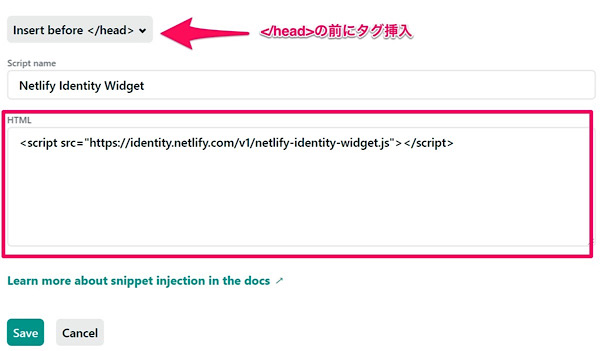 Insert before </head>
</head>の前にタグ挿入
Script name
Netlify Identity Widget
HTML
<script src="https://identity.netlify.com/v1/netlify-identity-widget.js"></script>
Learn more about snippet injection in the docs ↗
Save
Cancel